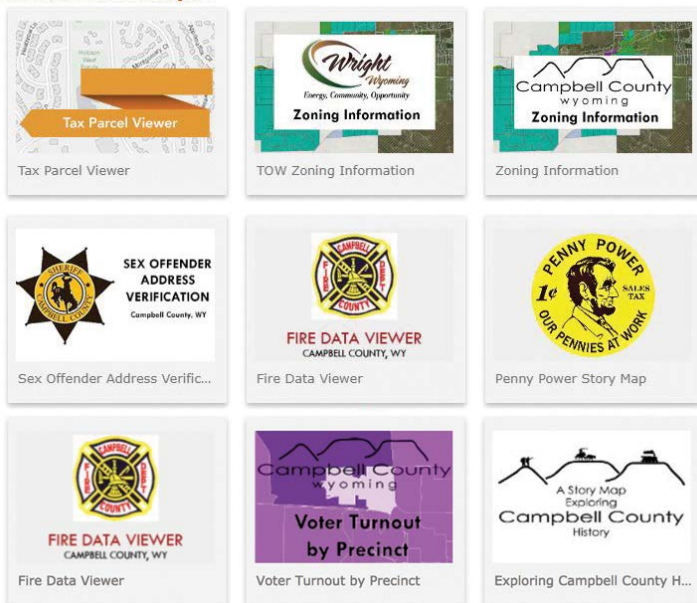 Tax Parcel Viewer
Tax Parcel Viewer
Wright
Wyoming
Energy, Community, Opportunity
Zoning Information
TOW Zoning Information
Campbell County
wyoming
Zoning Information
Zoning Information
SHERIFF
CAMPBELL COUNTY
SEX OFFENDER
ADDRESS
VERIFICATION
Campbell County, WY
Sex Offender Address Verific...
CAMPBELL
FIRE DEPT
COUNTY
FIRE DATA VIEWER
CAMPBELL COUNTY, WY
Fire Data Viewer
PENNY POWER
1¢ SALES
TAX
OUR PENNIES AT WORK
Penny Power Story Map
CAMPBELL
FIRE DEPT
COUNTY
FIRE DATA VIEWER
CAMPBELL COUNTY, WY
Fire Data Viewer
Campbell County
wyoming
Voter Turnout
by Precinct
Voter Turnout by Precinct
A Story Map
Exploring
Campbell County
History
Exploring Campbell County H...